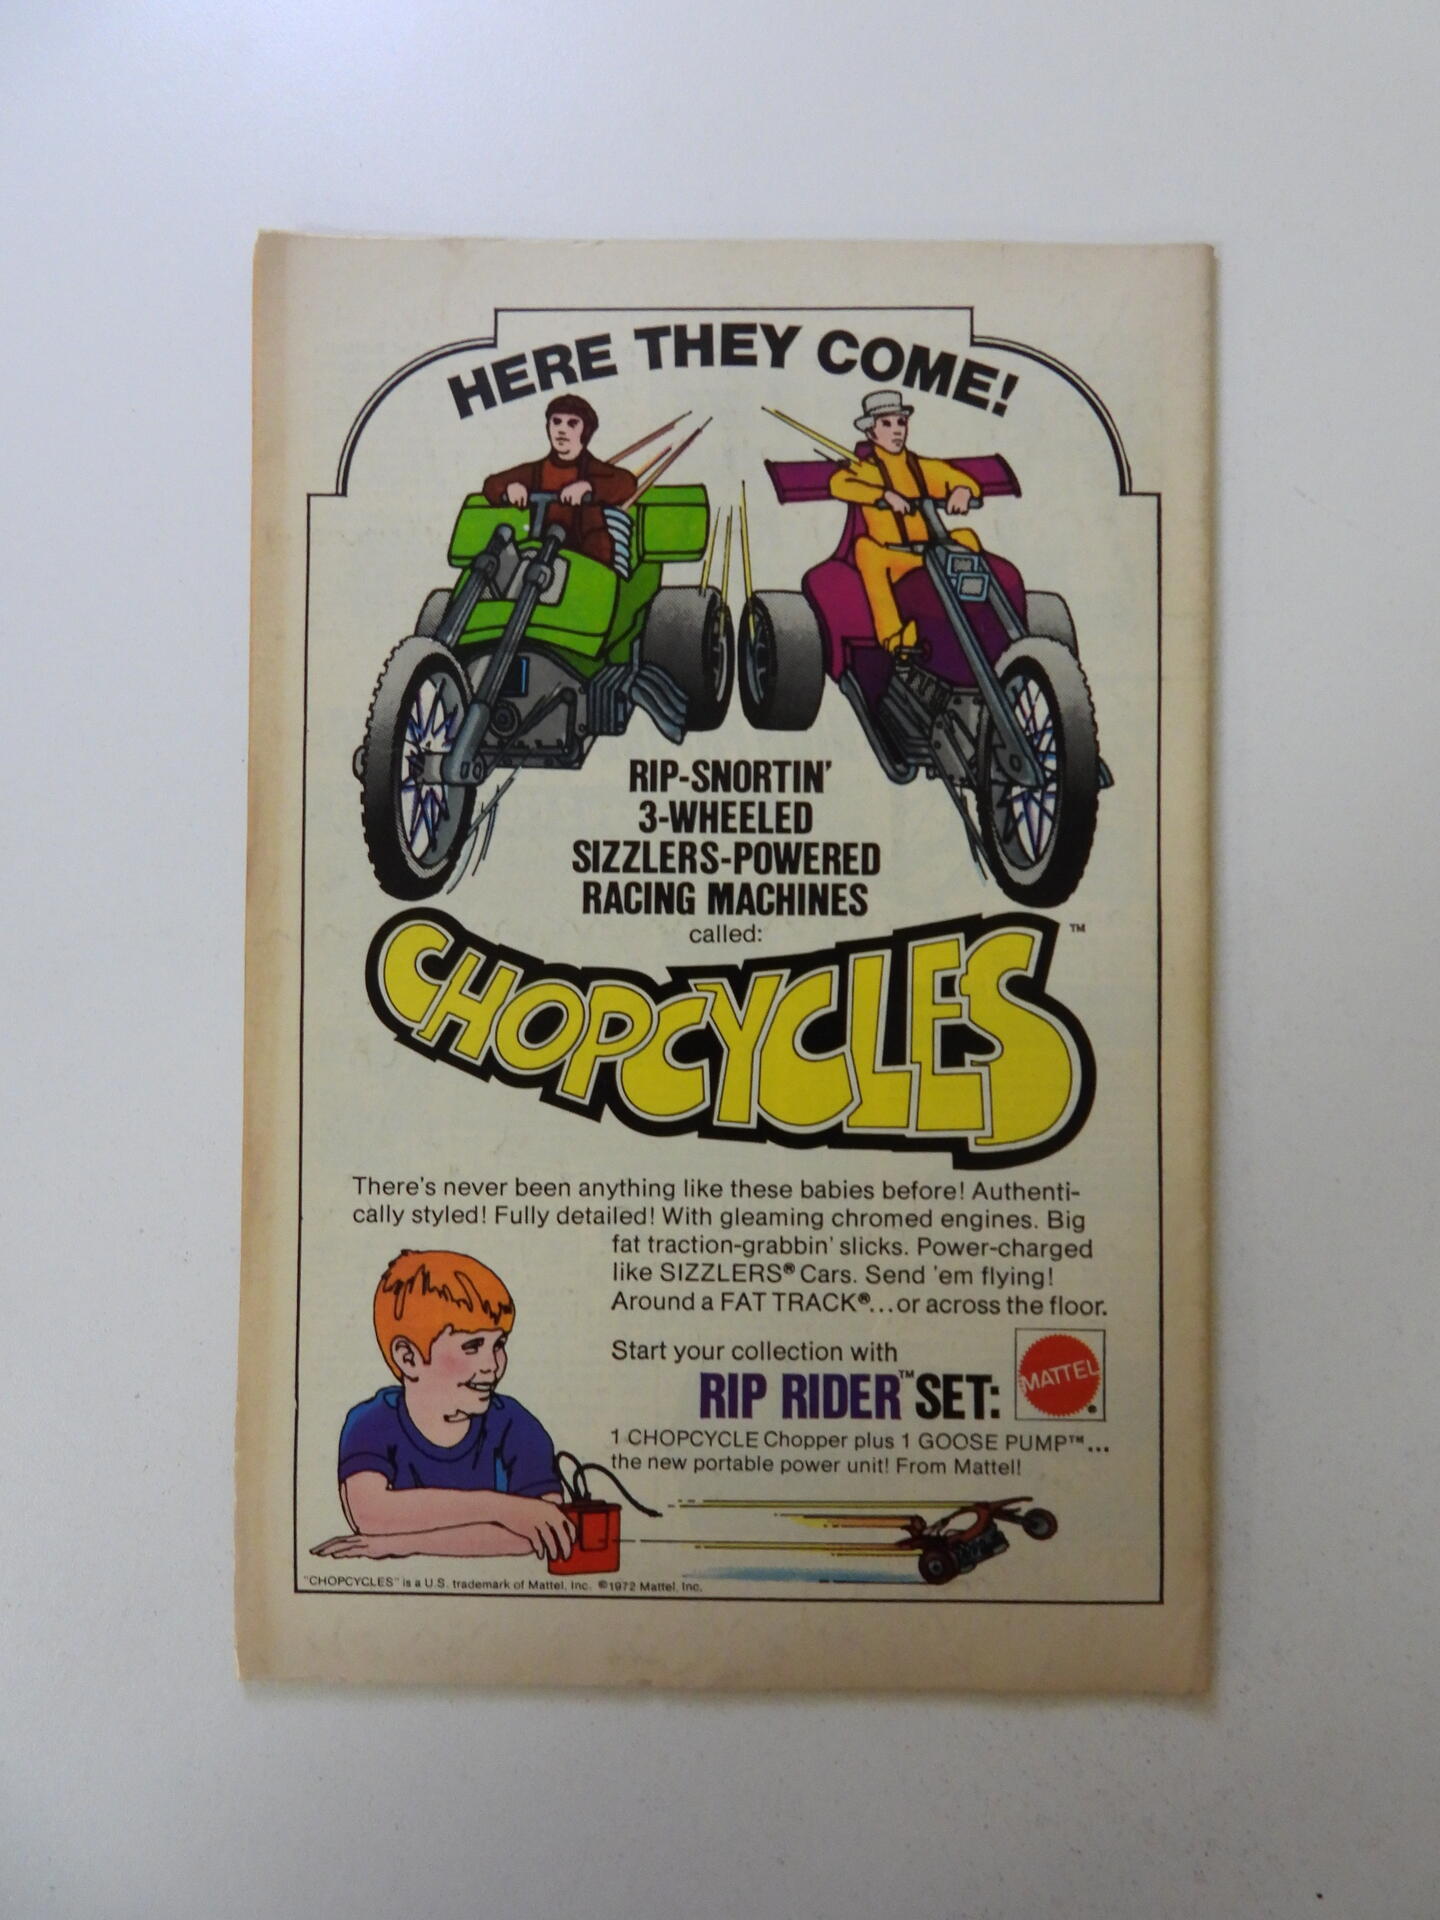 HERE THEY COME!
RIP-SNORTIN'
3-WHEELED
SIZZLERS-POWERED
RACING MACHINES
called:
CHOPCYCLES™
There's never been anything like these babies before! Authenti-
cally styled! Fully detailed! With gleaming chromed engines. Big
fat traction-grabbin' slicks. Power-charged
like SIZZLERS® Cars. Send 'em flying!
Around a FAT TRACK®...or across the floor.
Start your collection with
RIP RIDER™ SET:
MATTEL®
1 CHOPCYCLE Chopper plus 1 GOOSE PUMP™...
the new portable power unit! From Mattel!
"CHOPCYCLES" is a U.S. trademark of Mattel, Inc. ©1972 Mattel, Inc.